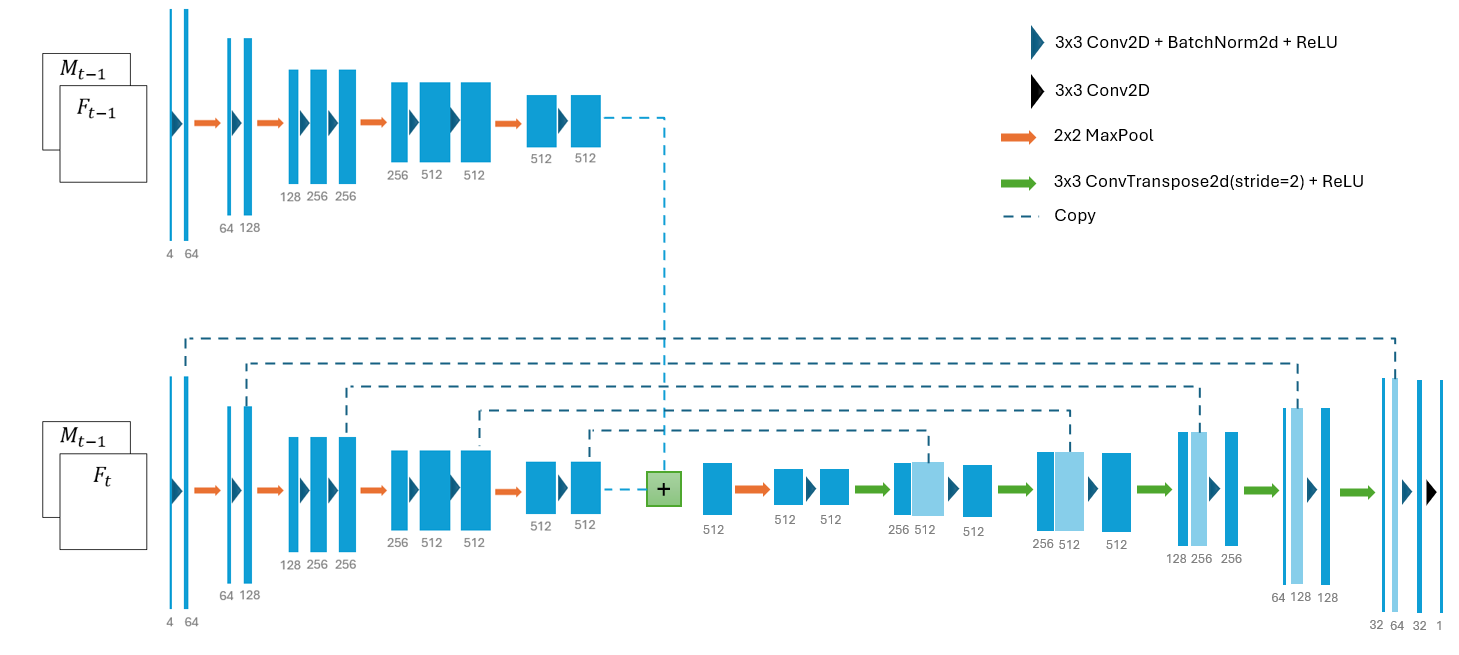 M_{t−1}
F_{t−1}
4 64
64 128
128 256 256
256 512 512
512 512
3x3 Conv2D + BatchNorm2d + ReLU
3x3 Conv2D
2x2 MaxPool
3x3 ConvTranspose2d(stride=2) + ReLU
Copy
M_{t−1}
F_t
4 64
64 128
128 256 256
256 512 512
512 512
+
512
512 512
256 512 512
256 512 512
128 256 256
64 128 128
32 64 32 1